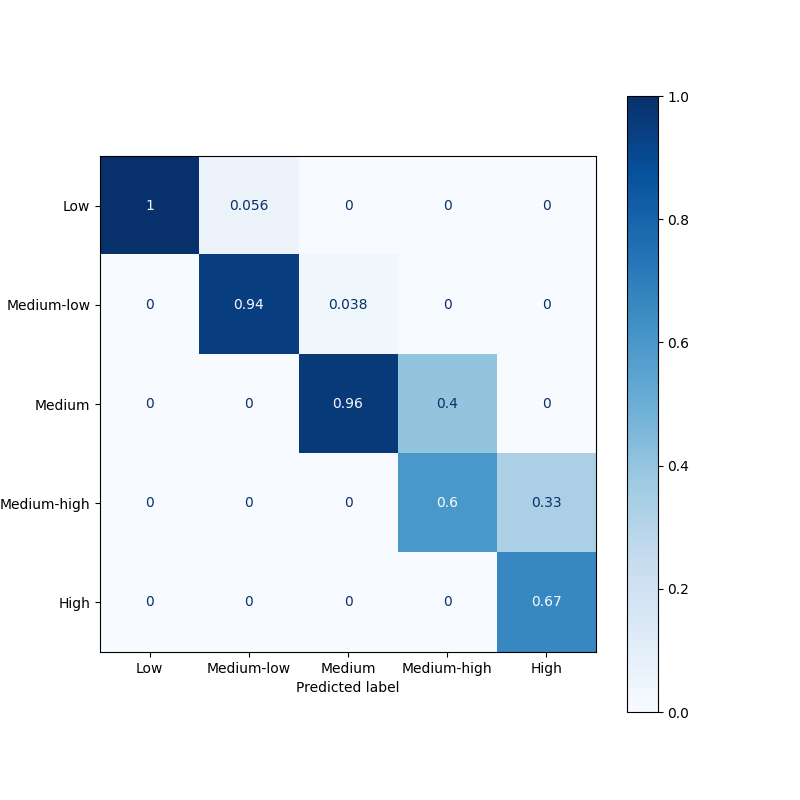 1.0
Low 1 0.056 0 0 0
0.8
Medium-low 0 0.94 0.038 0 0
0.6
Medium 0 0 0.96 0.4 0
0.4
Medium-high 0 0 0 0.6 0.33
0.2
High 0 0 0 0 0.67
Low Medium-low Medium Medium-high High
Predicted label
0.0